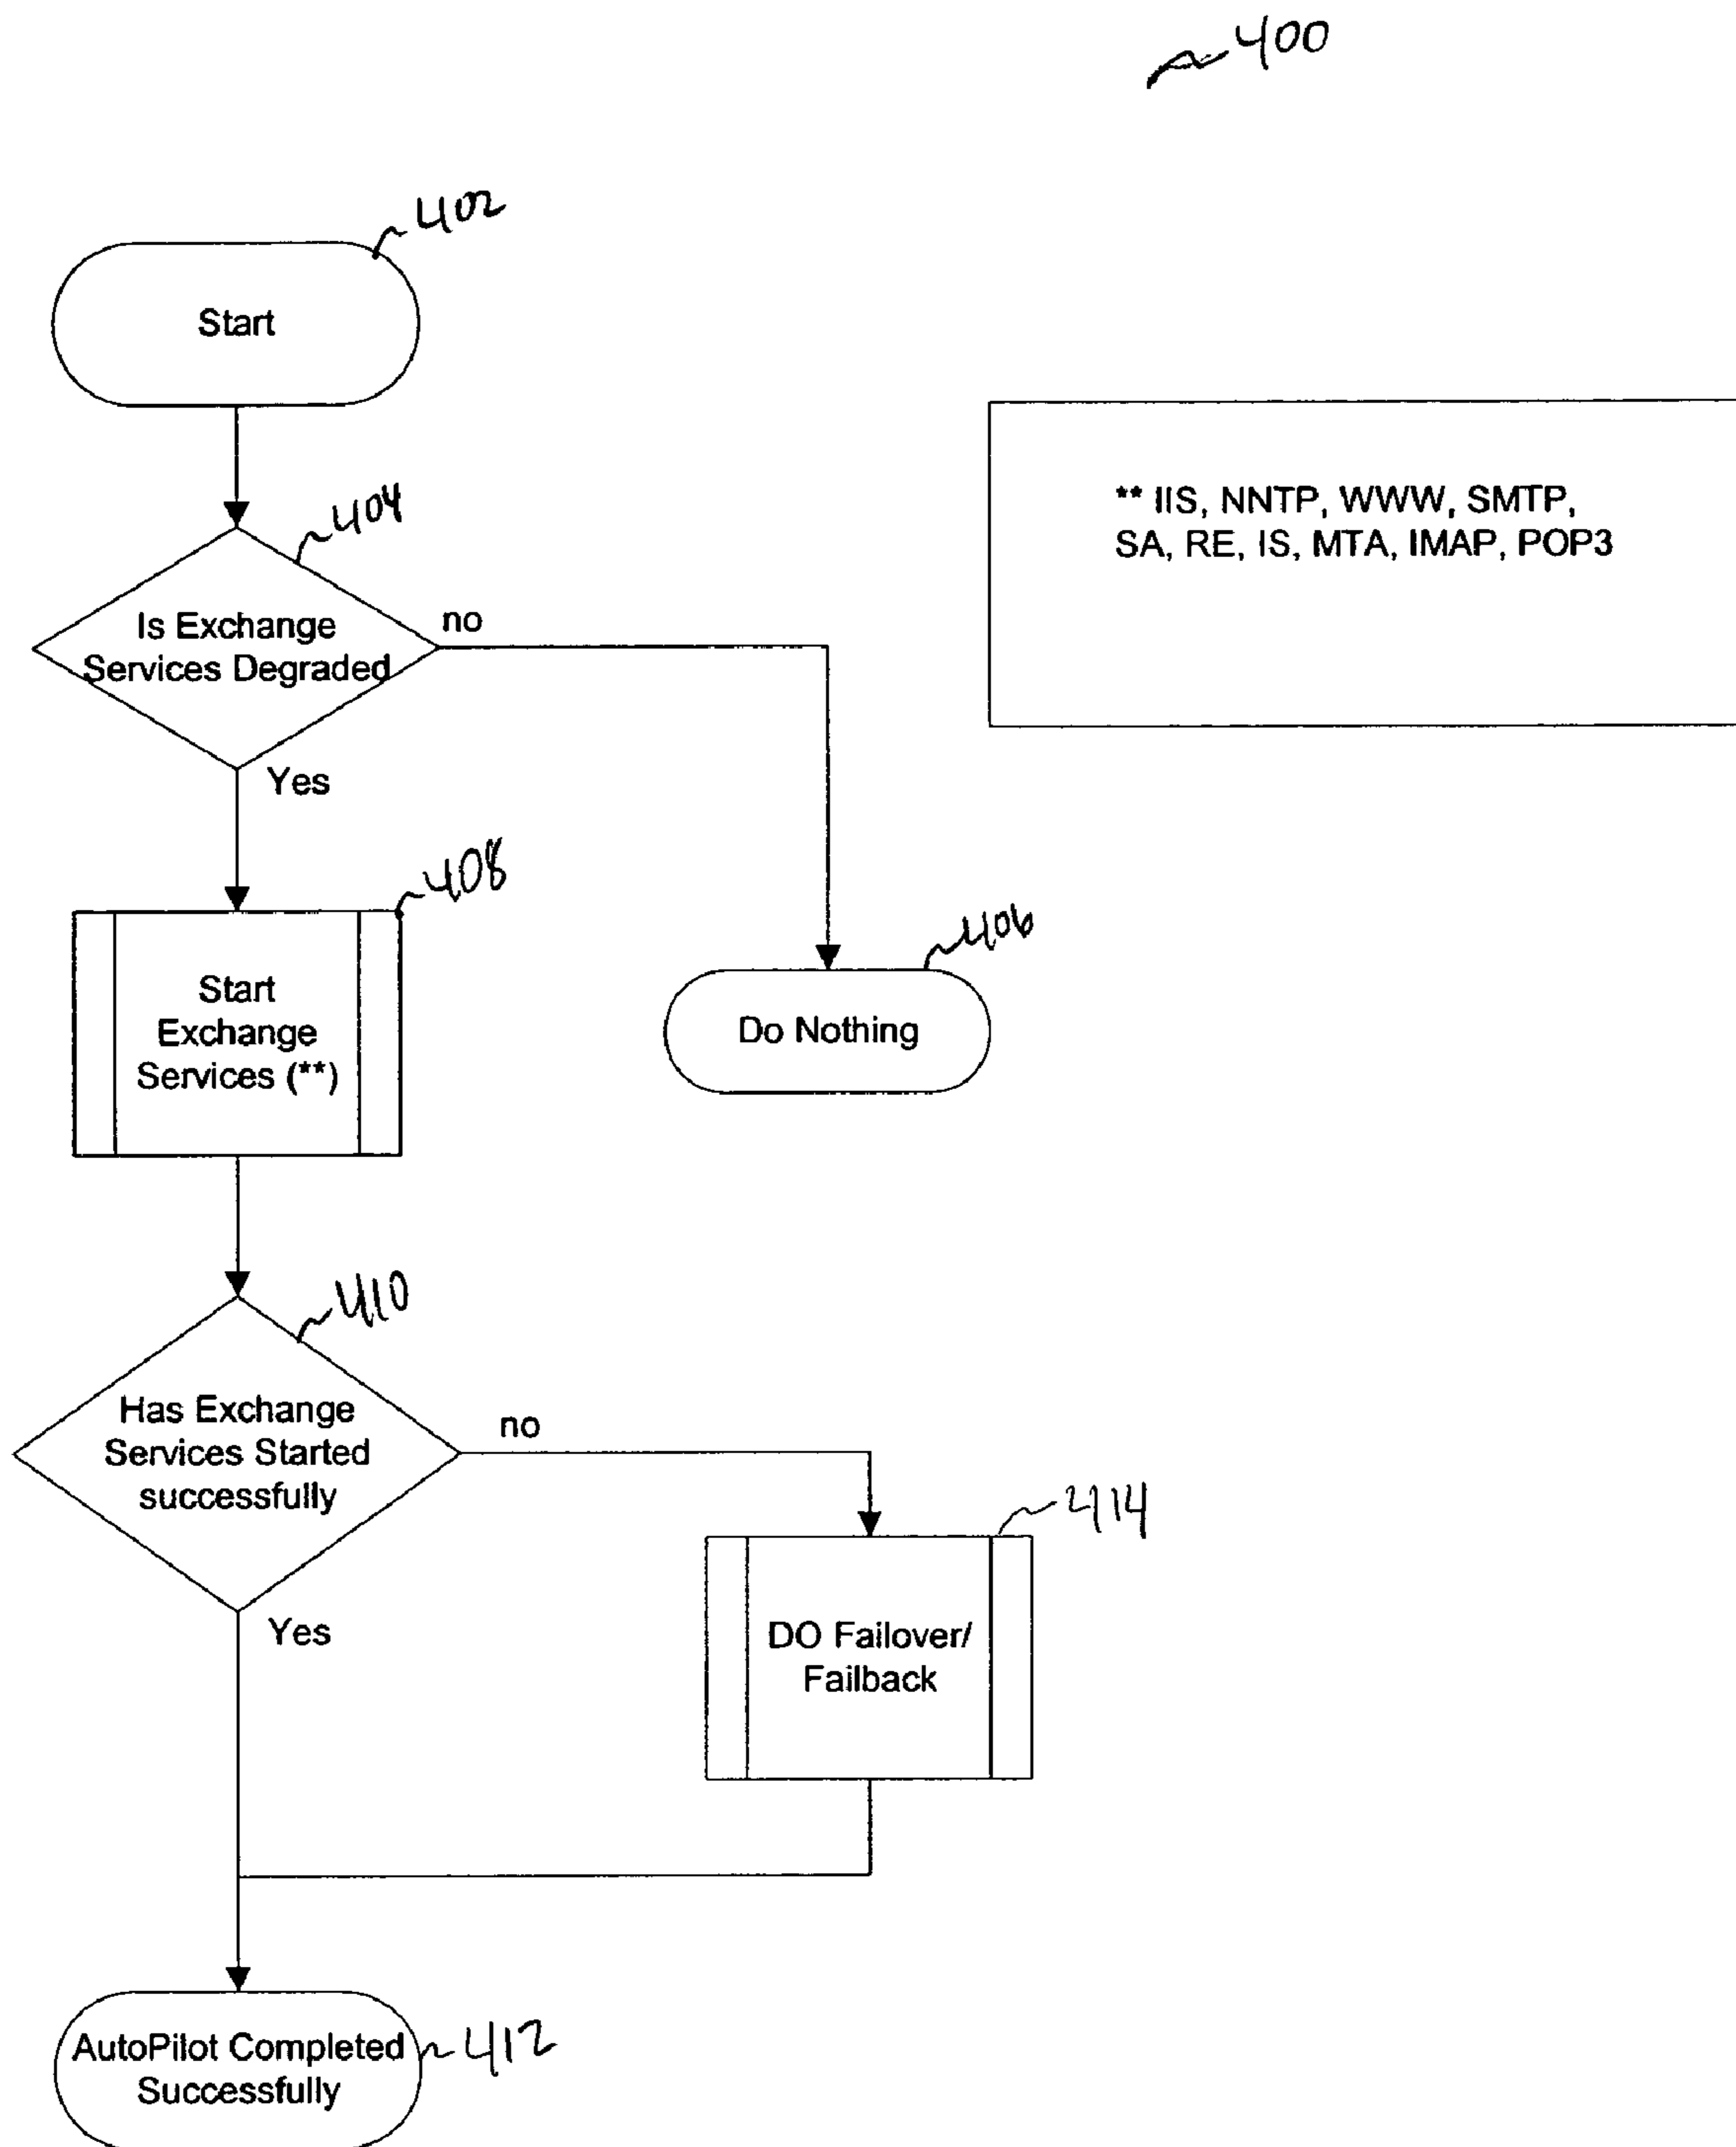 400
402
Start
404
Is Exchange
Services Degraded
no
Yes
** IIS, NNTP, WWW, SMTP,
SA, RE, IS, MTA, IMAP, POP3
408
Start
Exchange
Services (**)
406
Do Nothing
410
Has Exchange
Services Started
successfully
no
Yes
414
DO Failover/
Failback
AutoPilot Completed
Successfully
412